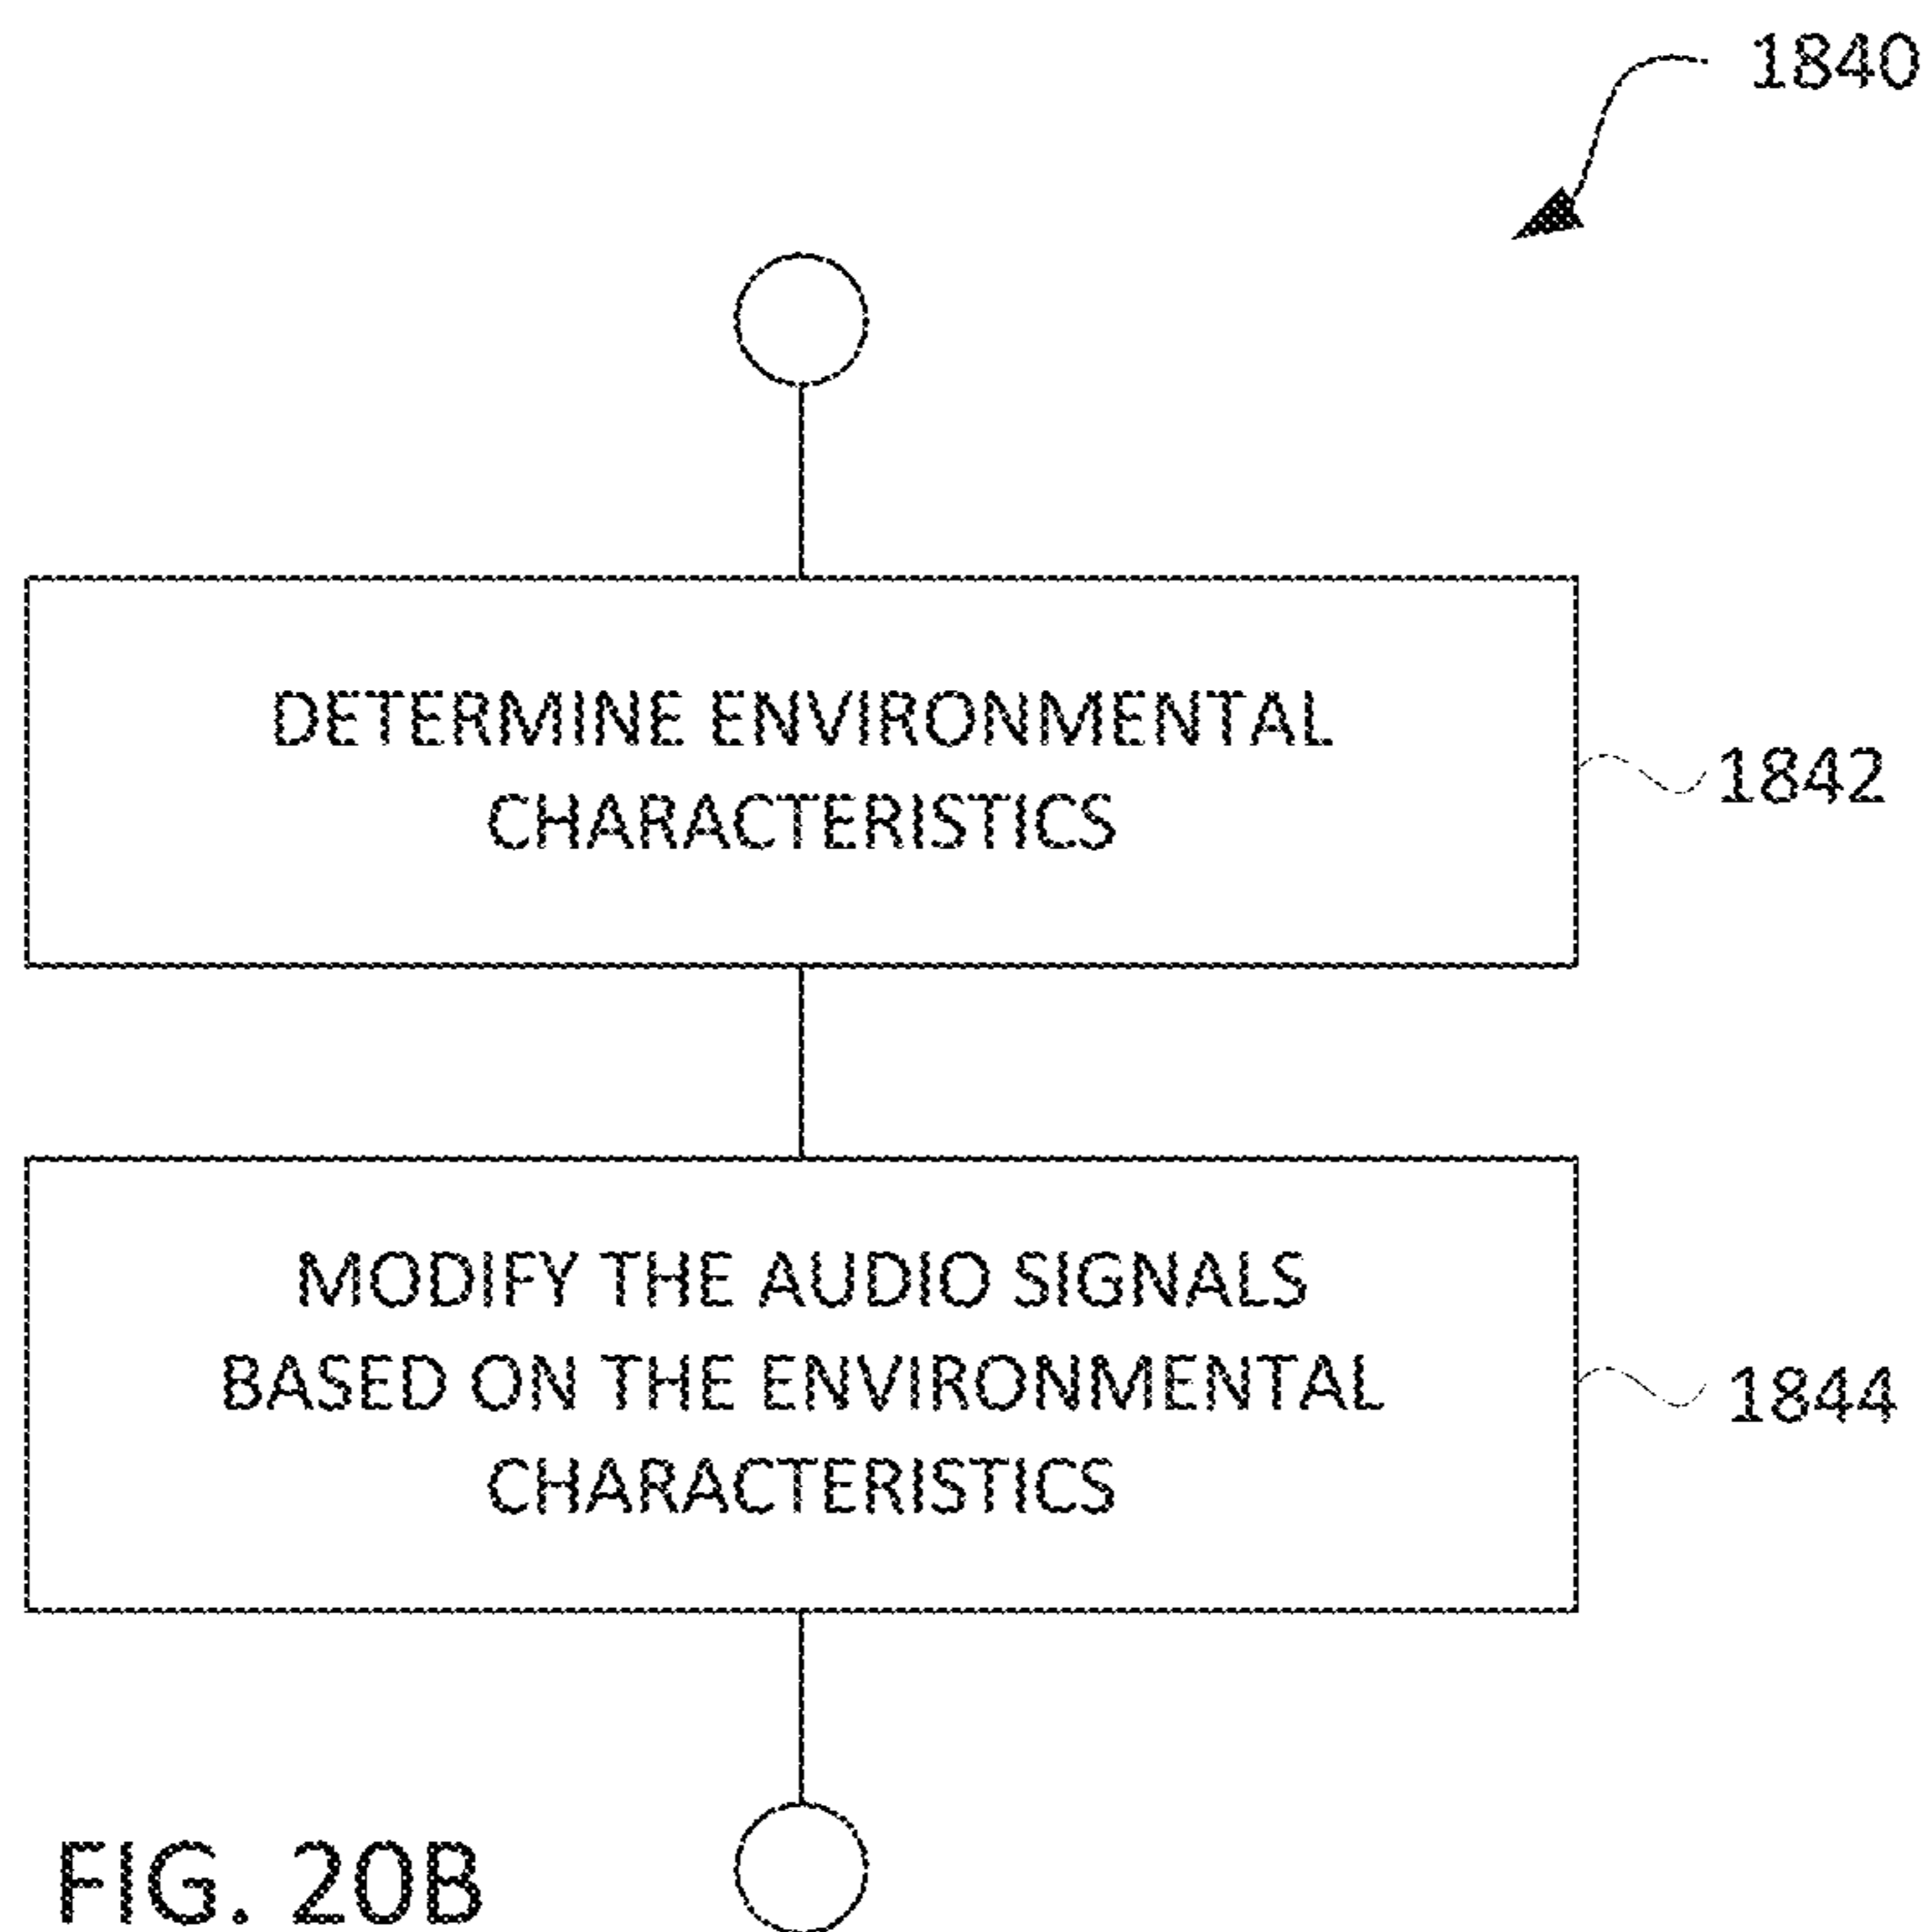 1840
DETERMINE ENVIRONMENTAL
CHARACTERISTICS
1842
MODIFY THE AUDIO SIGNALS
BASED ON THE ENVIRONMENTAL
CHARACTERISTICS
1844
FIG. 20B